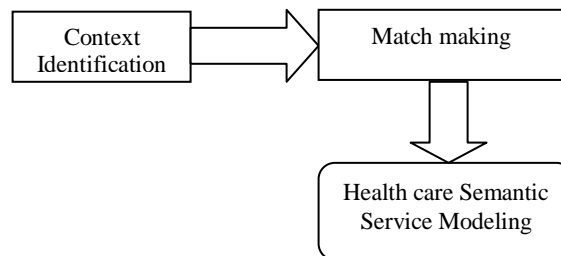 Context
Identification
Match making
Health care Semantic
Service Modeling